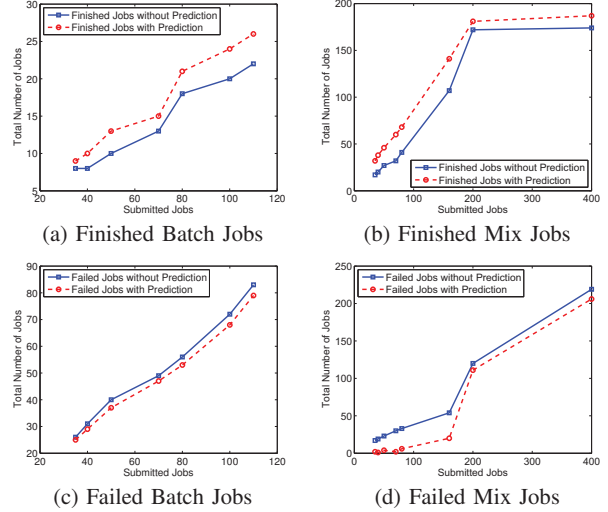 30
25
20
15
10
5
Total Number of Jobs
Finished Jobs without Prediction
Finished Jobs with Prediction
20 40 60 80 100 120
Submitted Jobs
(a) Finished Batch Jobs
200
150
100
50
0
Total Number of Jobs
Finished Jobs without Prediction
Finished Jobs with Prediction
0 100 200 300 400
Submitted Jobs
(b) Finished Mix Jobs
90
80
70
60
50
40
30
20
Total Number of Jobs
Failed Jobs without Prediction
Failed Jobs with Prediction
20 40 60 80 100 120
Submitted Jobs
(c) Failed Batch Jobs
250
200
150
100
50
0
Total Number of Jobs
Failed Jobs without Prediction
Failed Jobs with Prediction
0 100 200 300 400
Submitted Jobs
(d) Failed Mix Jobs